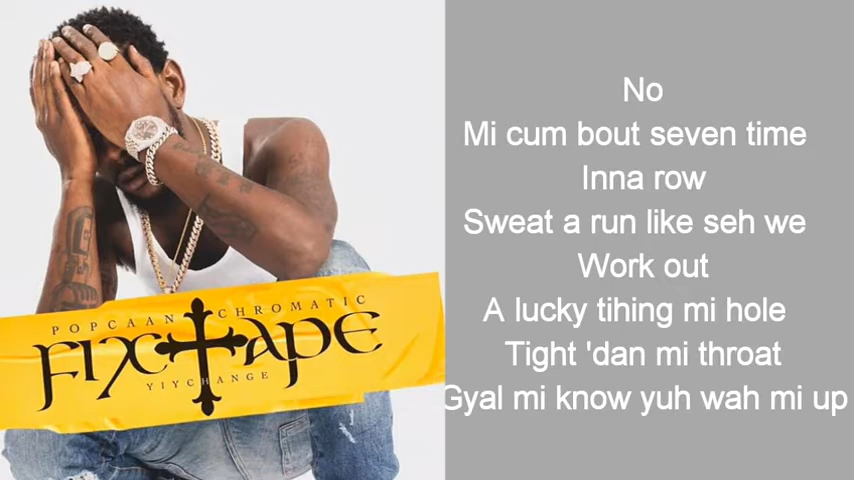 POPCAAN CHROMATIC
FIXTAPE
YIYCHANGE
No
Mi cum bout seven time
Inna row
Sweat a run like seh we
Work out
A lucky tihing mi hole
Tight 'dan mi throat
Gyal mi know yuh wah mi up